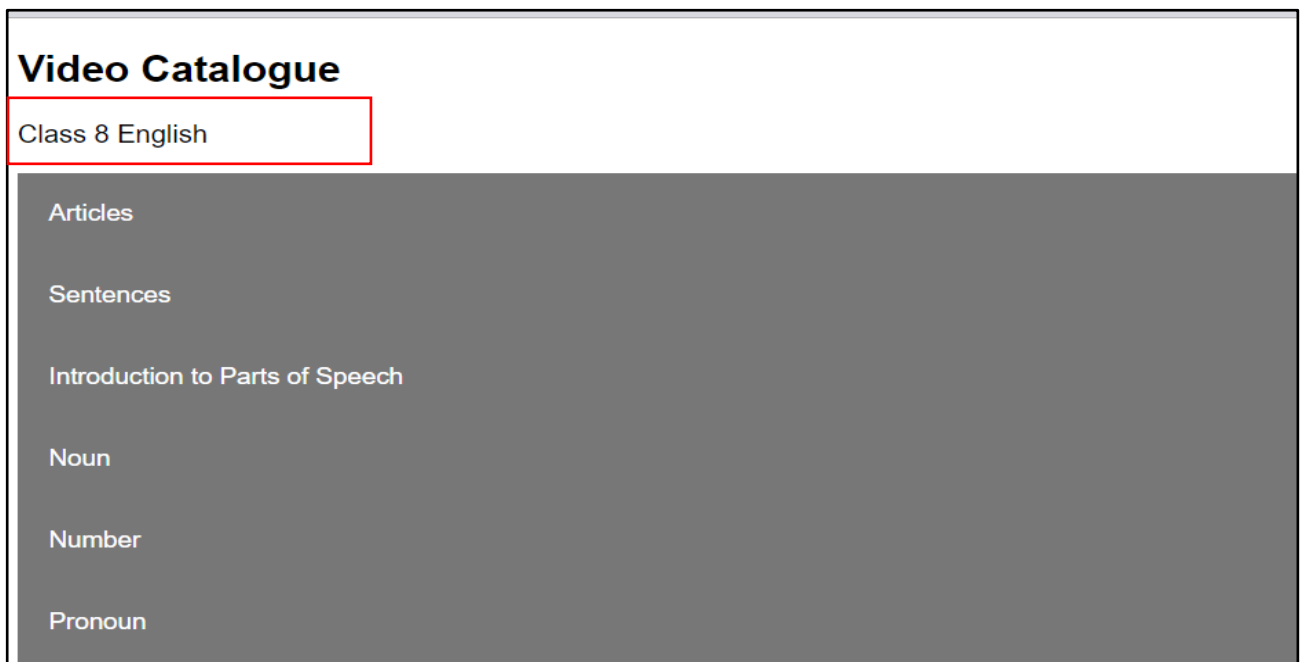 Video Catalogue
Class 8 English
Articles
Sentences
Introduction to Parts of Speech
Noun
Number
Pronoun